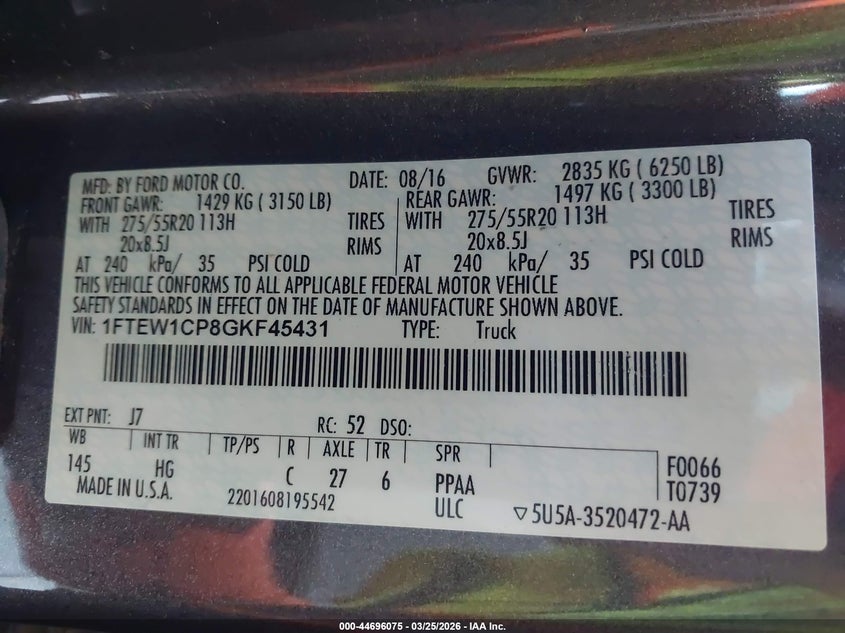 MFD. BY FORD MOTOR CO. DATE: 08/16 GVWR: 2835 KG ( 6250 LB)
FRONT GAWR: 1429 KG ( 3150 LB) REAR GAWR: 1497 KG ( 3300 LB)
WITH 275/55R20 113H TIRES WITH 275/55R20 113H TIRES
20x8.5J RIMS 20x8.5J RIMS
AT 240 kPa/ 35 PSI COLD AT 240 kPa/ 35 PSI COLD
THIS VEHICLE CONFORMS TO ALL APPLICABLE FEDERAL MOTOR VEHICLE
SAFETY STANDARDS IN EFFECT ON THE DATE OF MANUFACTURE SHOWN ABOVE.
VIN: 1FTEW1CP8GKF45431 TYPE: Truck
EXT PNT: J7 RC: 52 DSO:
WB INT TR TP/PS R AXLE TR SPR
145 HG C 27 6 PPAA F0066
MADE IN U.S.A. 2201608195542 ULC T0739
▽5U5A-3520472-AA
000-44696075 - 03/25/2026 - IAA Inc.